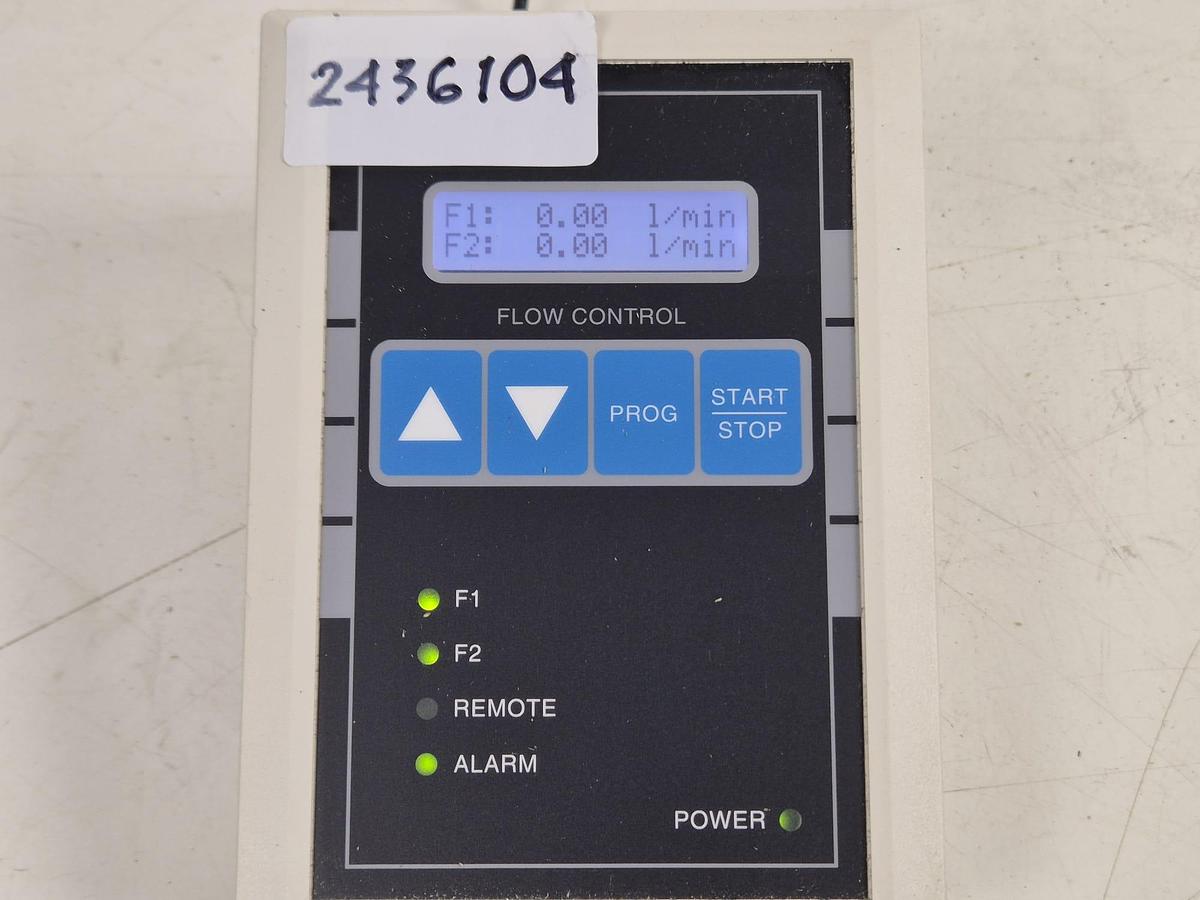 2436104
F1: 0.00 l/min
F2: 0.00 l/min
FLOW CONTROL
PROG
START
STOP
F1
F2
REMOTE
ALARM
POWER